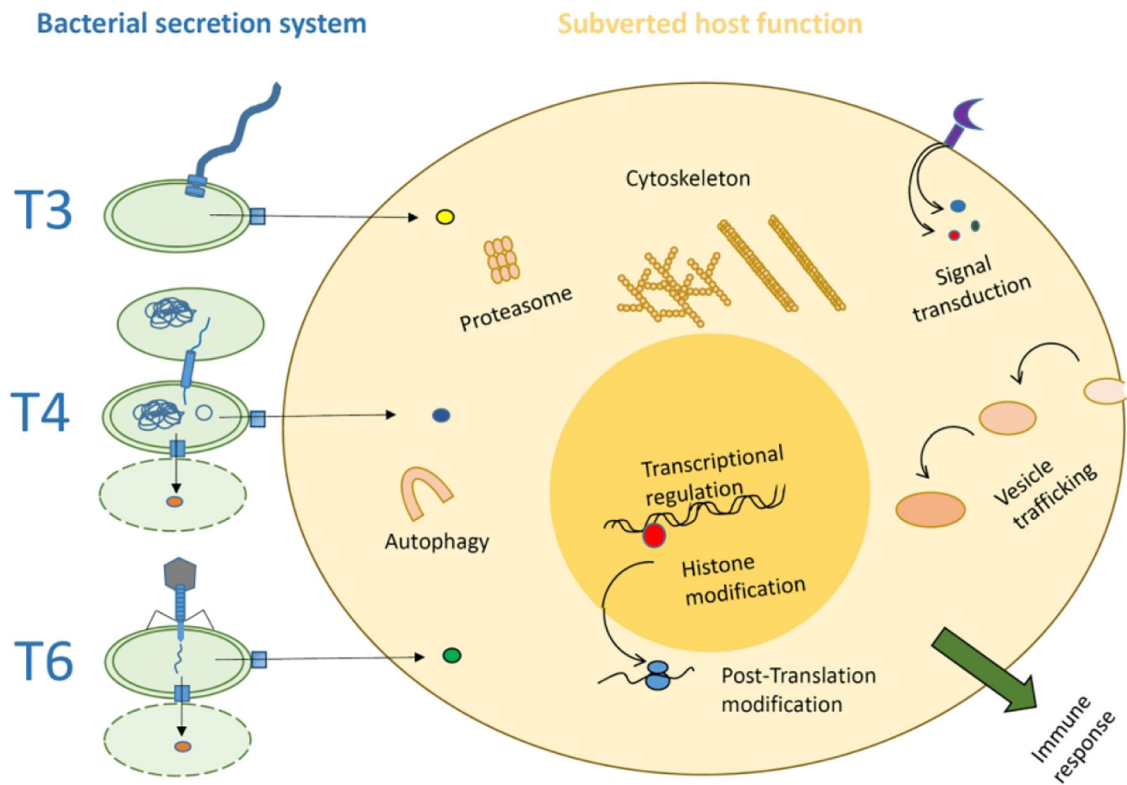 Bacterial secretion system
Subverted host function
T3
Cytoskeleton
Proteasome
Signal
transduction
T4
Transcriptional
regulation
Vesicle
trafficking
Autophagy
Histone
modification
T6
Post-Translation
modification
Immune
response